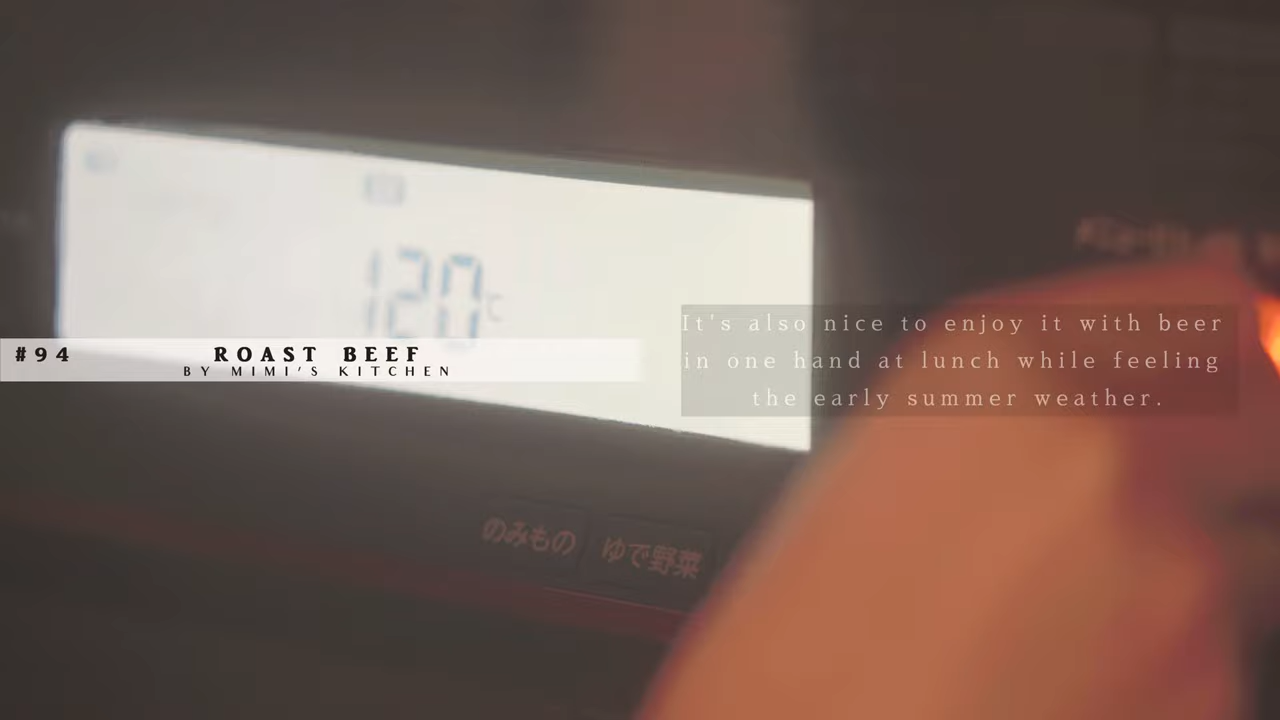 120
C
#94
ROAST BEEF
BY MIMI'S KITCHEN
It's also nice to enjoy it with beer
in one hand at lunch while feeling
the early summer weather.
のみもの
ゆで野菜